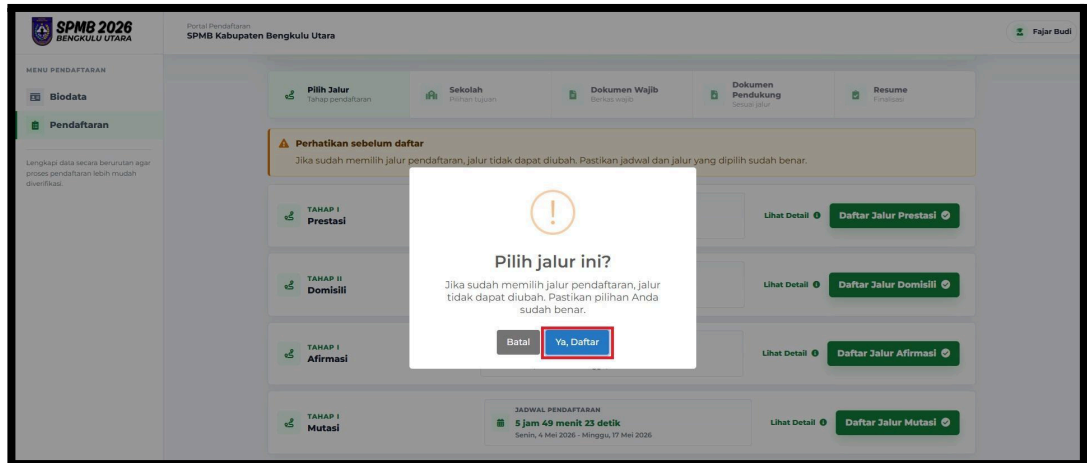 SPMB 2026
BENGKULU UTARA
Portal Pendaftaran
SPMB Kabupaten Bengkulu Utara
Fajar Budi
MENU PENDAFTARAN
Biodata
Pendaftaran
Lengkapi data secara berurutan agar
proses pendaftaran lebih mudah
diverifikasi.
Pilih Jalur
Tahap pendaftaran
Sekolah
Pilihan tujuan
Dokumen Wajib
Berkas wajib
Dokumen
Pendukung
Sesuai jalur
Resume
Finalisasi
Perhatikan sebelum daftar
Jika sudah memilih jalur pendaftaran, jalur tidak dapat diubah. Pastikan jadwal dan jalur yang dipilih sudah benar.
TAHAP I
Prestasi
Lihat Detail
Daftar Jalur Prestasi
TAHAP II
Domisili
Lihat Detail
Daftar Jalur Domisili
TAHAP I
Afirmasi
Lihat Detail
Daftar Jalur Afirmasi
TAHAP I
Mutasi
JADWAL PENDAFTARAN
5 jam 49 menit 23 detik
Senin, 4 Mei 2026 - Minggu, 17 Mei 2026
Lihat Detail
Daftar Jalur Mutasi
Pilih jalur ini?
Jika sudah memilih jalur pendaftaran, jalur
tidak dapat diubah. Pastikan pilihan Anda
sudah benar.
Batal
Ya, Daftar